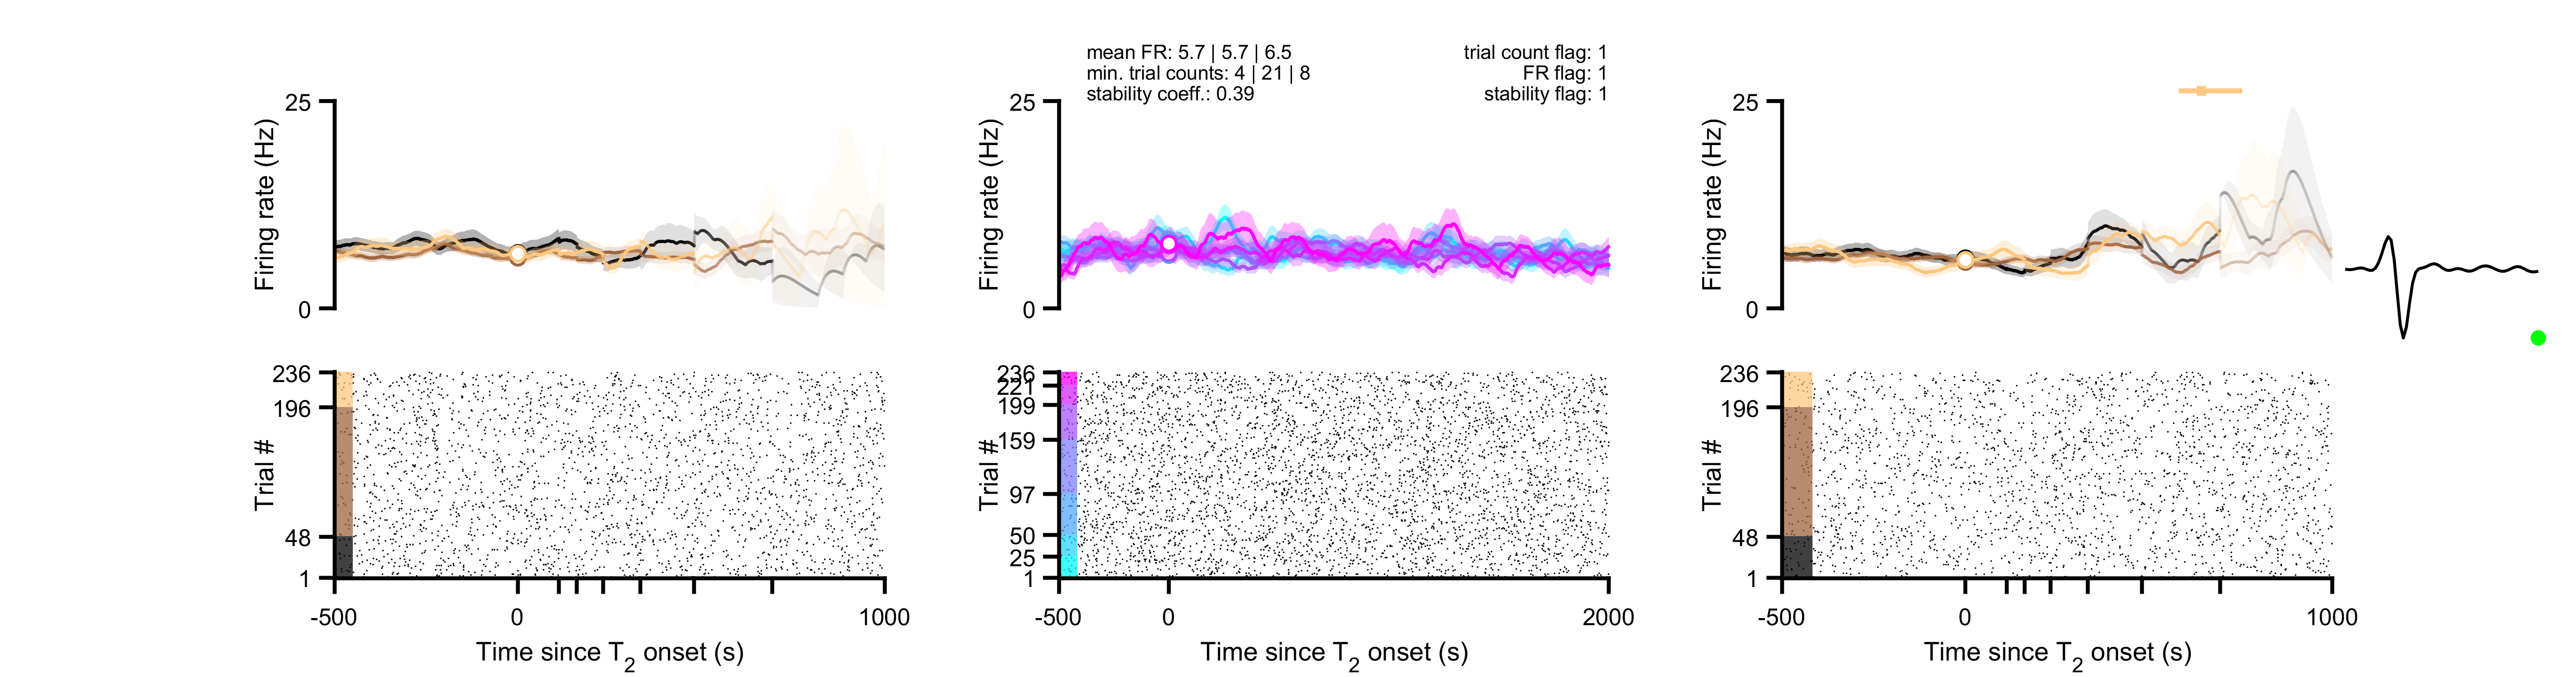 mean FR: 5.7 | 5.7 | 6.5
min. trial counts: 4 | 21 | 8
stability coeff.: 0.39
trial count flag: 1
FR flag: 1
stability flag: 1
25
0
Firing rate (Hz)
25
0
Firing rate (Hz)
25
0
Firing rate (Hz)
236
196
48
1
Trial #
-500
0
1000
Time since T2 onset (s)
236
221
199
159
97
50
25
1
Trial #
-500
0
2000
Time since T2 onset (s)
236
196
48
1
Trial #
-500
0
1000
Time since T2 onset (s)